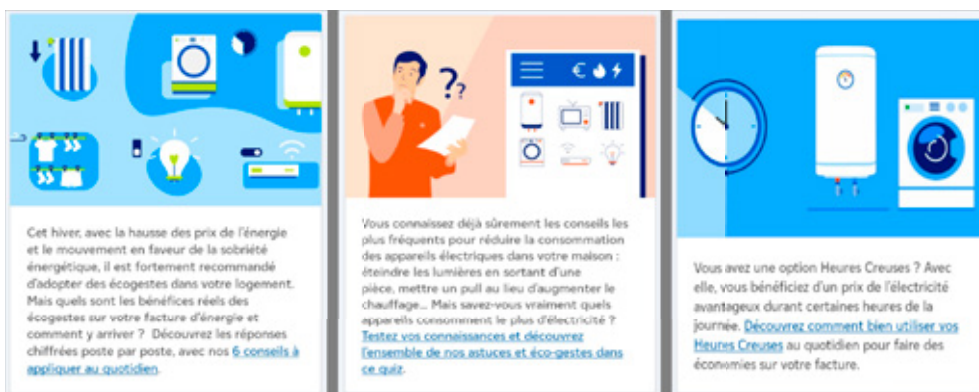 ??
€
Cet hiver, avec la hausse des prix de l'énergie
et le mouvement en faveur de la sobriété
énergétique, il est fortement recommandé
d'adopter des écogestes dans votre logement.
Mais quels sont les bénéfices réels des
écogestes sur votre facture d'énergie et
comment y arriver ? Découvrez les réponses
chiffrées poste par poste, avec nos 6 conseils à
appliquer au quotidien.
Vous connaissez déjà sûrement les conseils les
plus fréquents pour réduire la consommation
des appareils électriques dans votre maison :
éteindre les lumières en sortant d'une
pièce, mettre un pull au lieu d'augmenter le
chauffage... Mais savez-vous vraiment quels
appareils consomment le plus d'électricité ?
Testez vos connaissances et découvrez
l'ensemble de nos astuces et éco-gestes dans
ce quiz.
Vous avez une option Heures Creuses ? Avec
elle, vous bénéficiez d'un prix de l'électricité
avantageux durant certaines heures de la
journée. Découvrez comment bien utiliser vos
Heures Creuses au quotidien pour faire des
économies sur votre facture.